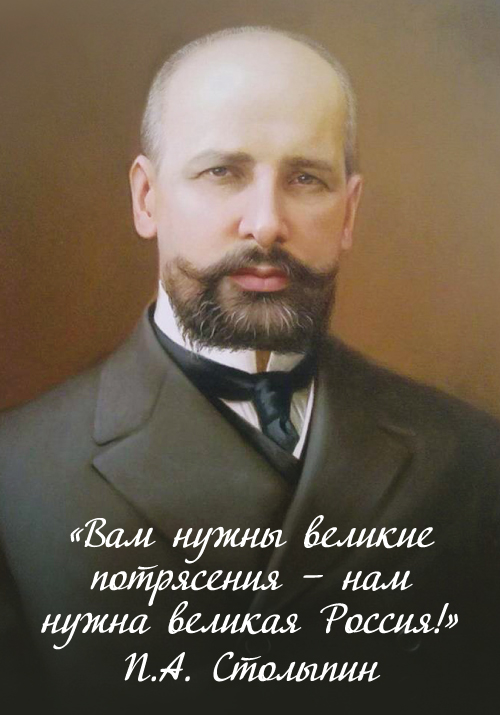 «Вам нужны великие
потрясения – нам
нужна великая Россия!»
П.А. Столыпин